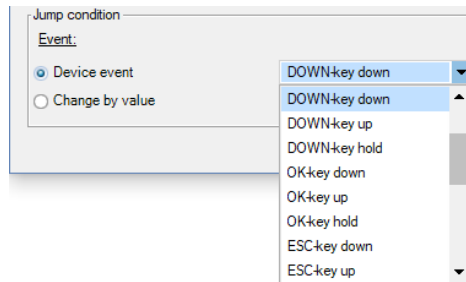 Jump condition
Event:
Device event
DOWN-key down
Change by value
DOWN-key down
DOWN-key up
DOWN-key hold
OK-key down
OK-key up
OK-key hold
ESC-key down
ESC-key up